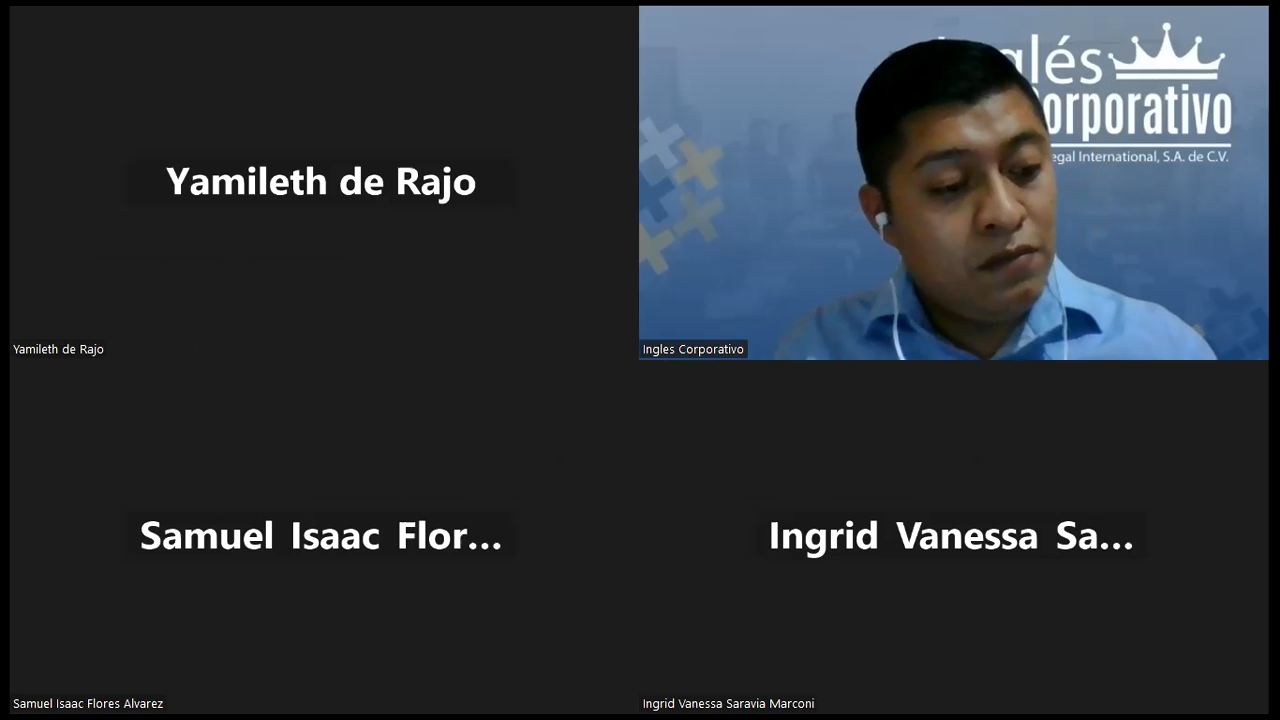 Yamileth de Rajo
Yamileth de Rajo
glés
orporativo
egal International, S.A. de C.V.
Ingles Corporativo
Samuel Isaac Flor...
Ingrid Vanessa Sa...
Samuel Isaac Flores Alvarez
Ingrid Vanessa Saravia Marconi